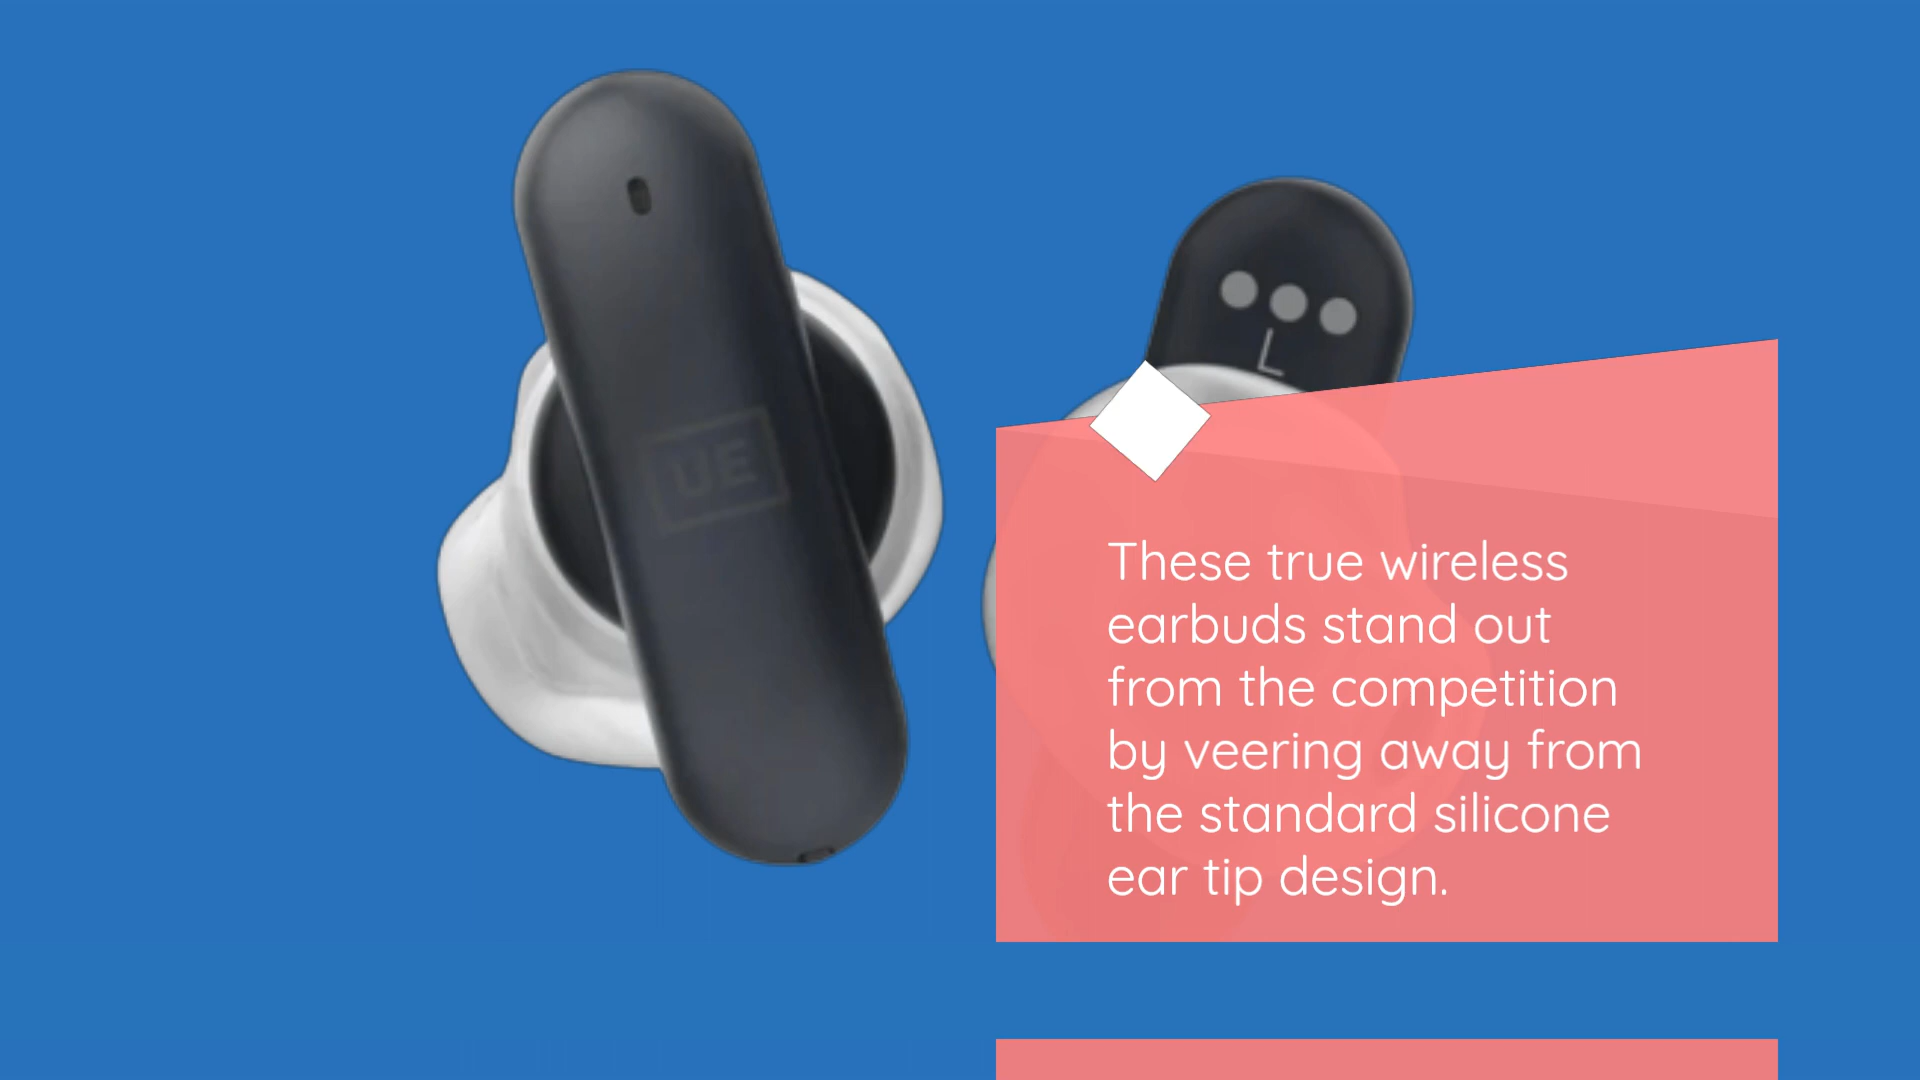 UE
L
These true wireless
earbuds stand out
from the competition
by veering away from
the standard silicone
ear tip design.